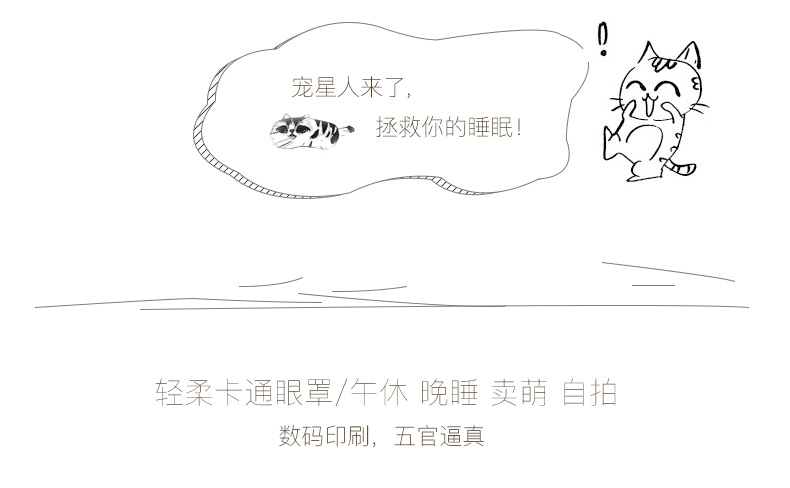 !
宠星人来了,
拯救你的睡眠!
轻柔卡通眼罩/午休 晚睡 卖萌 自拍
数码印刷，五官逼真